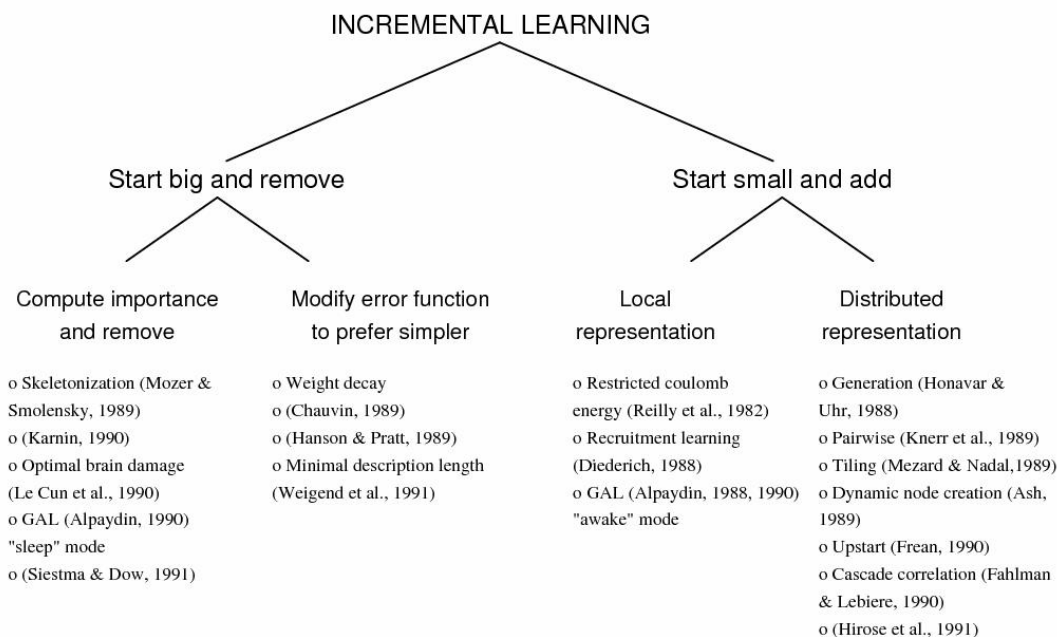 INCREMENTAL LEARNING
Start big and remove
Start small and add
Compute importance
and remove
Modify error function
to prefer simpler
Local
representation
Distributed
representation
o Skeletonization (Mozer &
Smolensky, 1989)
o (Karnin, 1990)
o Optimal brain damage
(Le Cun et al., 1990)
o GAL (Alpaydin, 1990)
"sleep" mode
o (Siestma & Dow, 1991)
o Weight decay
o (Chauvin, 1989)
o (Hanson & Pratt, 1989)
o Minimal description length
(Weigend et al., 1991)
o Restricted coulomb
energy (Reilly et al., 1982)
o Recruitment learning
(Diederich, 1988)
o GAL (Alpaydin, 1988, 1990)
"awake" mode
o Generation (Honavar &
Uhr, 1988)
o Pairwise (Knerr et al., 1989)
o Tiling (Mezard & Nadal,1989)
o Dynamic node creation (Ash,
1989)
o Upstart (Frean, 1990)
o Cascade correlation (Fahlman
& Lebiere, 1990)
o (Hirose et al., 1991)